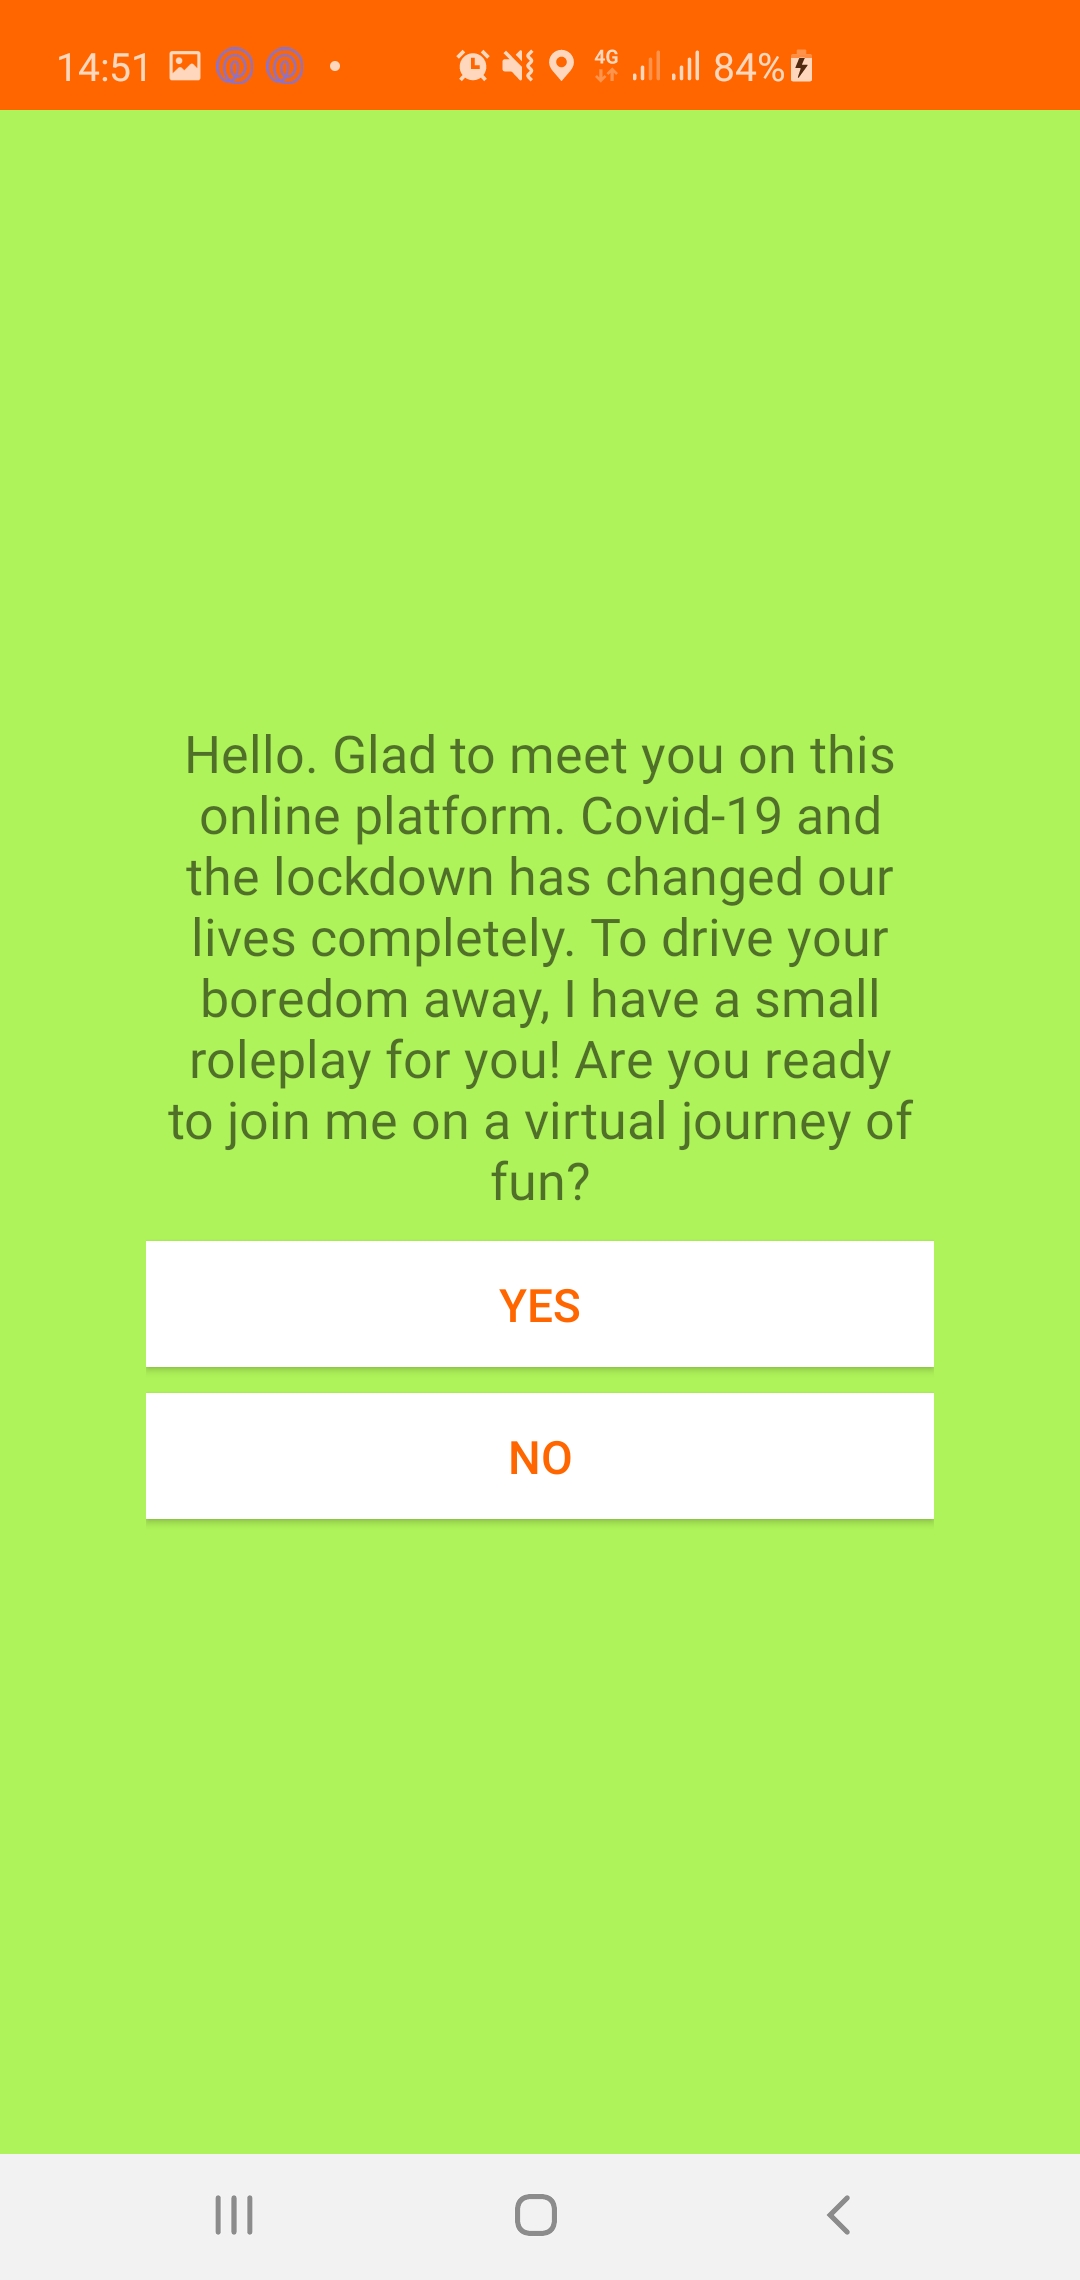 14:51 4G 84%
Hello. Glad to meet you on this
online platform. Covid-19 and
the lockdown has changed our
lives completely. To drive your
boredom away, I have a small
roleplay for you! Are you ready
to join me on a virtual journey of
fun?
YES
NO